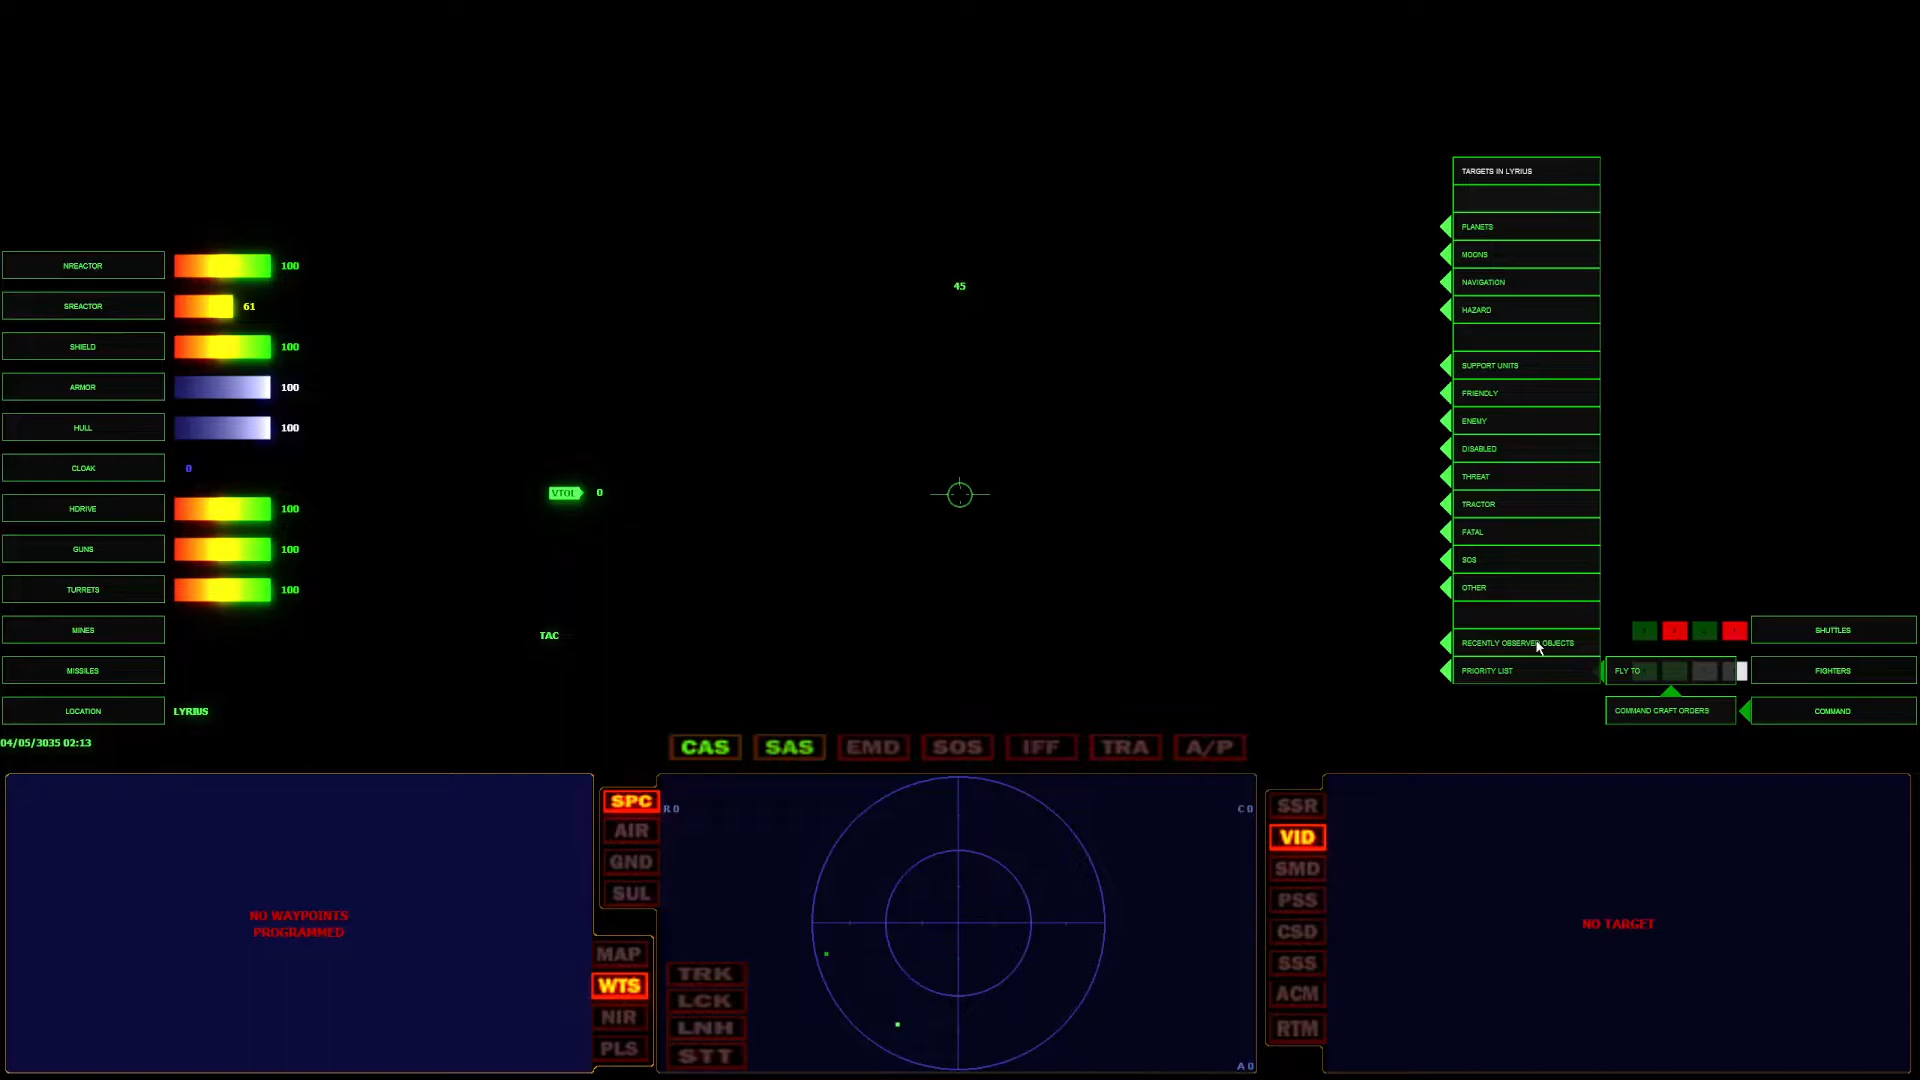 TARGETS IN LYRIUS
PLANETS
MOONS
NAVIGATION
HAZARD
SUPPORT UNITS
FRIENDLY
ENEMY
DISABLED
THREAT
TRACTOR
FATAL
SOS
OTHER
RECENTLY OBSERVED OBJECTS
PRIORITY LIST
FLY TO
COMMAND CRAFT ORDERS
SHUTTLES
FIGHTERS
COMMAND
NREACTOR 100
SREACTOR 61
SHIELD 100
ARMOR 100
HULL 100
CLOAK 0
HDRIVE 100
GUNS 100
TURRETS 100
MINES
MISSILES
LOCATION LYRIUS
04/05/3035 02:13
45
VTOL 0
TAC
CAS SAS EMD SOS IFF TRA A/P
NO WAYPOINTS
PROGRAMMED
SPC
AIR
GND
SUL
MAP
WTS
NIR
PLS
R 0
C 0
A 0
TRK
LCK
LNH
STT
SSR
VID
SMD
PSS
CSD
SSS
ACM
RTM
NO TARGET